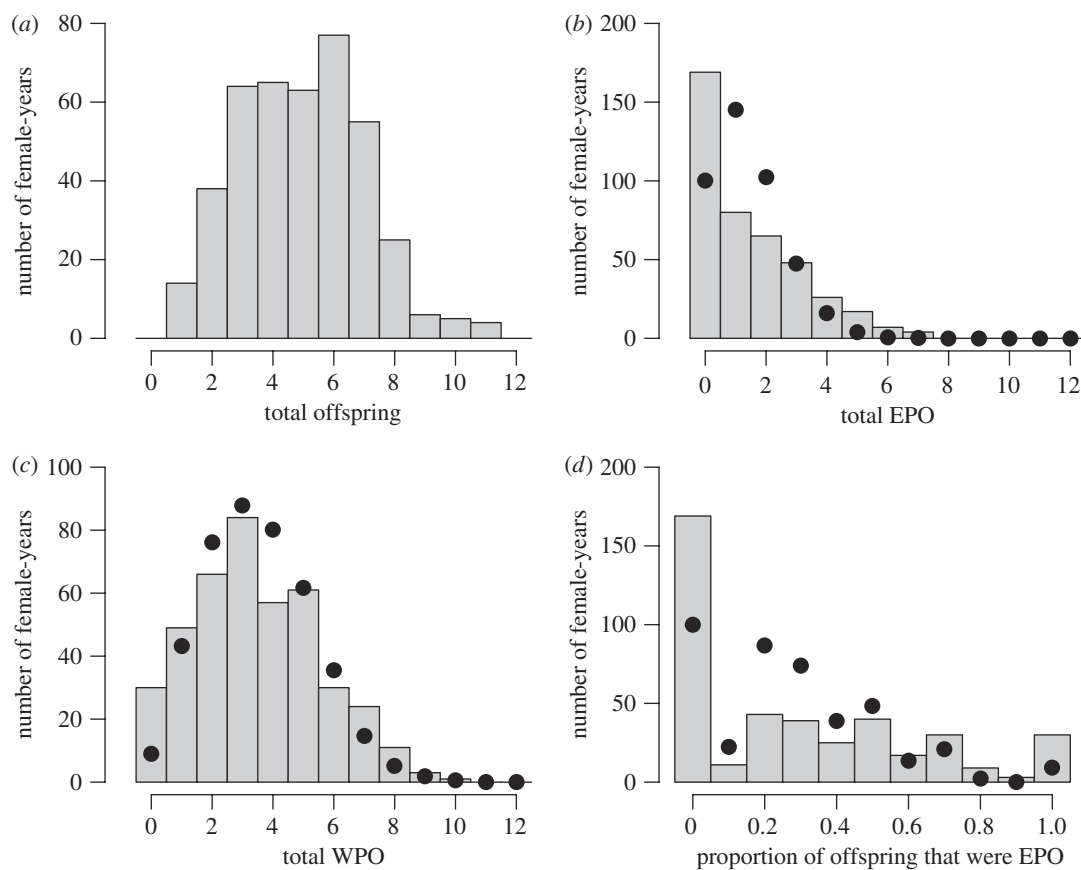 (a)
80
60
40
20
0
number of female-years
0 2 4 6 8 10 12
total offspring
(b)
200
150
100
50
0
number of female-years
0 2 4 6 8 10 12
total EPO
(c)
100
80
60
40
20
0
number of female-years
0 2 4 6 8 10 12
total WPO
(d)
200
150
100
50
0
number of female-years
0 0.2 0.4 0.6 0.8 1.0
proportion of offspring that were EPO